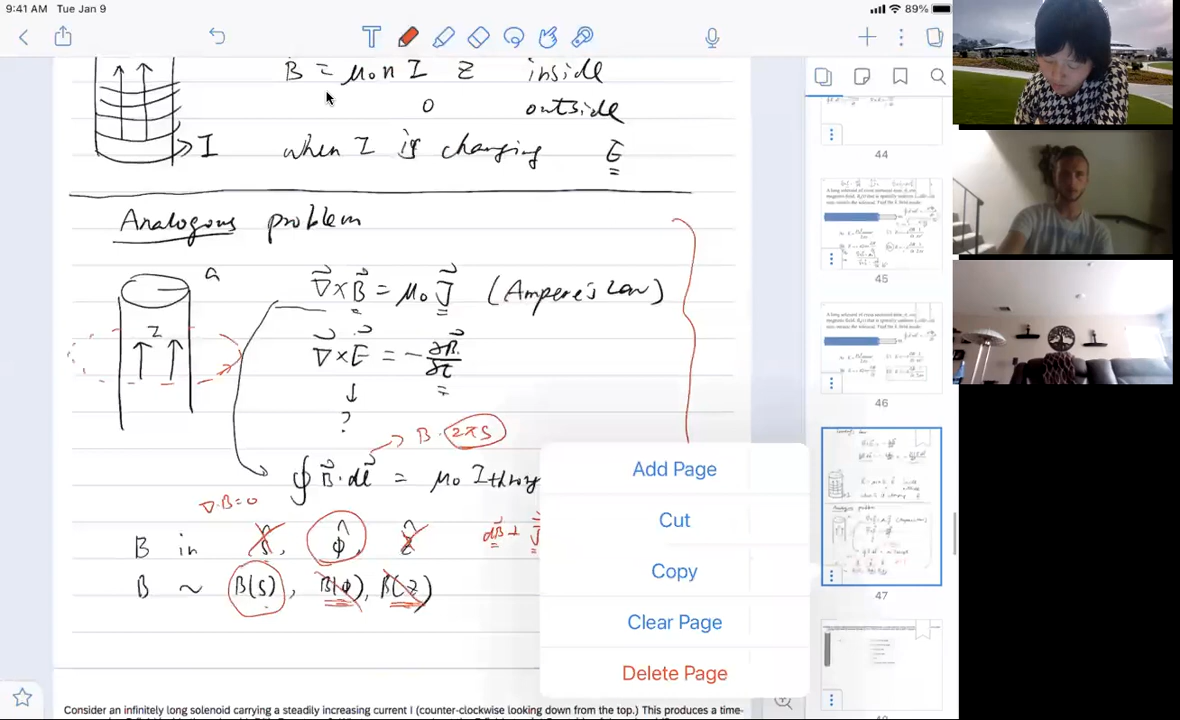 9:41 AM Tue Jan 9
89%
B = μ₀ n I ẑ inside
0 outside
I when I is changing E
Analogous problem
a
∇×B = μ₀ J (Ampere's Law)
z
∇×E = -∂B/∂t
↓
?
→ B · 2πs
∮ B·dl = μ₀ I throug
∇·B=0
B in ŝ, φ̂, ẑ
dB ⊥ J
B ~ B(s), B(φ), B(z)
Add Page
Cut
Copy
Clear Page
Delete Page
44
45
46
47
Consider an infinitely long solenoid carrying a steadily increasing current I (counter-clockwise looking down from the top.) This produces a time-